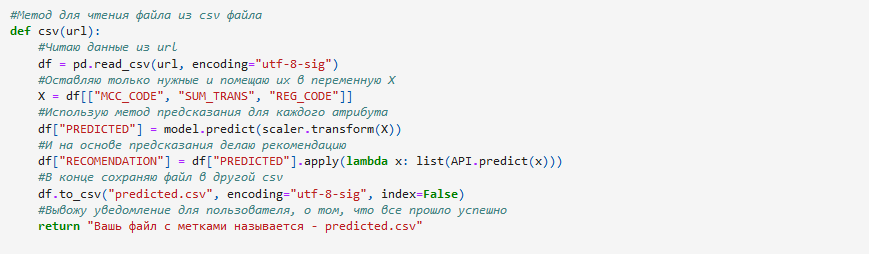 #Метод для чтения файла из csv файла
def csv(url):
    #Читаю данные из url
    df = pd.read_csv(url, encoding="utf-8-sig")
    #Оставляю только нужные и помещаю их в переменную X
    X = df[["MCC_CODE", "SUM_TRANS", "REG_CODE"]]
    #Использую метод предсказания для каждого атрибута
    df["PREDICTED"] = model.predict(scaler.transform(X))
    #И на основе предсказания делаю рекомендацию
    df["RECOMENDATION"] = df["PREDICTED"].apply(lambda x: list(API.predict(x)))
    #В конце сохраняю файл в другой csv
    df.to_csv("predicted.csv", encoding="utf-8-sig", index=False)
    #Вывожу уведомление для пользователя, о том, что все прошло успешно
    return "Вашь файл с метками называется - predicted.csv"